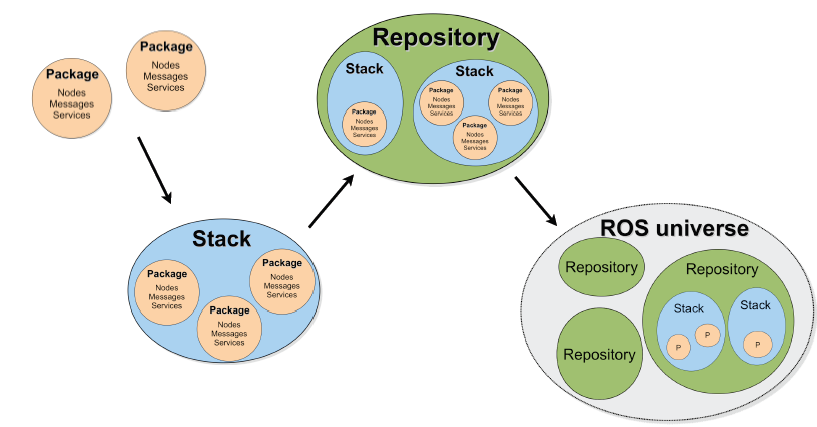 Package
Nodes
Messages
Services
Package
Nodes
Messages
Services
Stack
Package
Nodes
Messages
Services
Package
Nodes
Messages
Services
Package
Nodes
Messages
Services
Repository
Stack
Package
Nodes
Messages
Services
Stack
Package
Nodes
Messages
Services
Package
Nodes
Messages
Services
Package
Nodes
Messages
Services
ROS universe
Repository
Repository
Repository
Stack
P
P
Stack
P